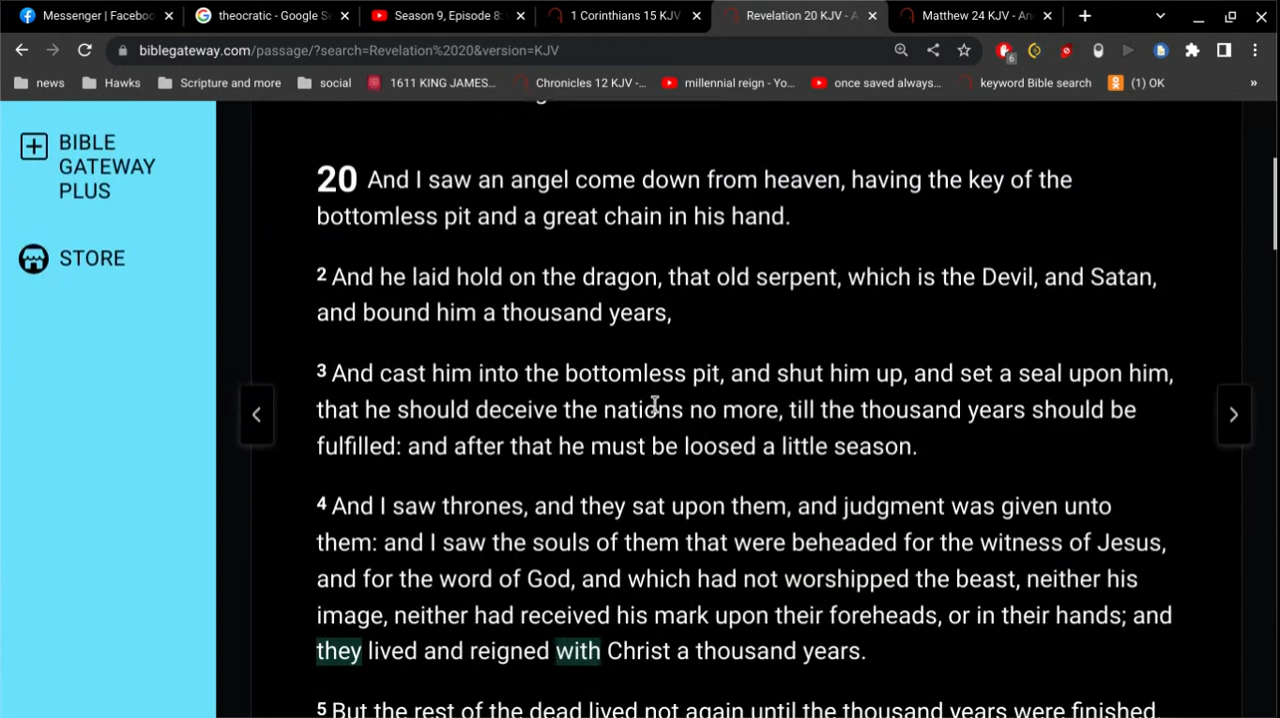 Messenger | Faceboo
theocratic - Google Se
Season 9, Episode 8:
1 Corinthians 15 KJV -
Revelation 20 KJV - A
Matthew 24 KJV - An
biblegateway.com/passage/?search=Revelation%2020&version=KJV
6
news
Hawks
Scripture and more
social
1611 KING JAMES...
Chronicles 12 KJV -...
millennial reign - Yo...
once saved always...
keyword Bible search
(1) OK
»
BIBLE
GATEWAY
PLUS
STORE
20 And I saw an angel come down from heaven, having the key of the
bottomless pit and a great chain in his hand.
2 And he laid hold on the dragon, that old serpent, which is the Devil, and Satan,
and bound him a thousand years,
3 And cast him into the bottomless pit, and shut him up, and set a seal upon him,
that he should deceive the nations no more, till the thousand years should be
fulfilled: and after that he must be loosed a little season.
4 And I saw thrones, and they sat upon them, and judgment was given unto
them: and I saw the souls of them that were beheaded for the witness of Jesus,
and for the word of God, and which had not worshipped the beast, neither his
image, neither had received his mark upon their foreheads, or in their hands; and
they lived and reigned with Christ a thousand years.
5 But the rest of the dead lived not again until the thousand years were finished